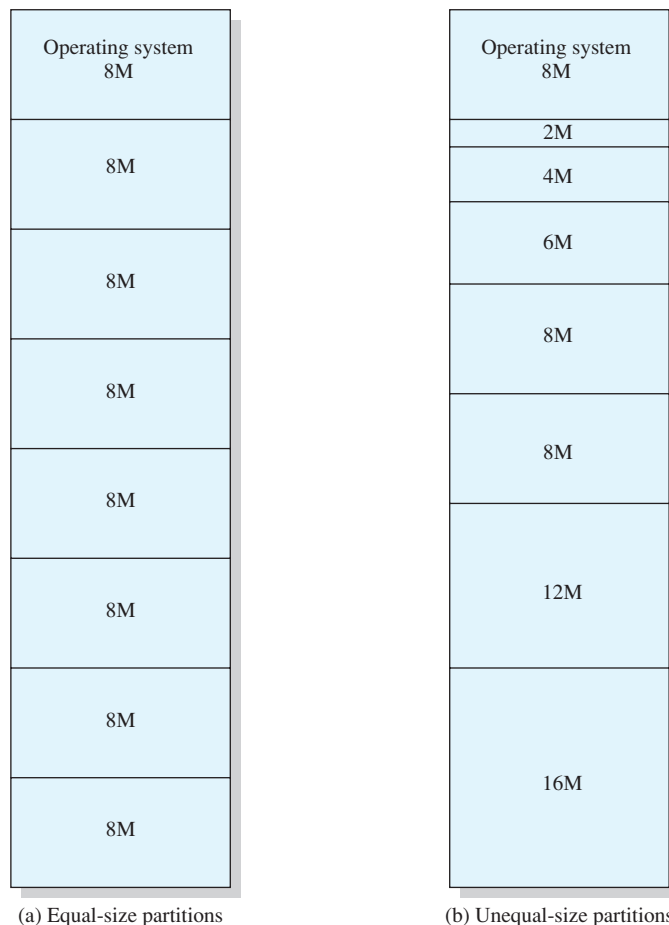 Operating system
8M
8M
8M
8M
8M
8M
8M
8M
(a) Equal-size partitions
Operating system
8M
2M
4M
6M
8M
8M
12M
16M
(b) Unequal-size partitions